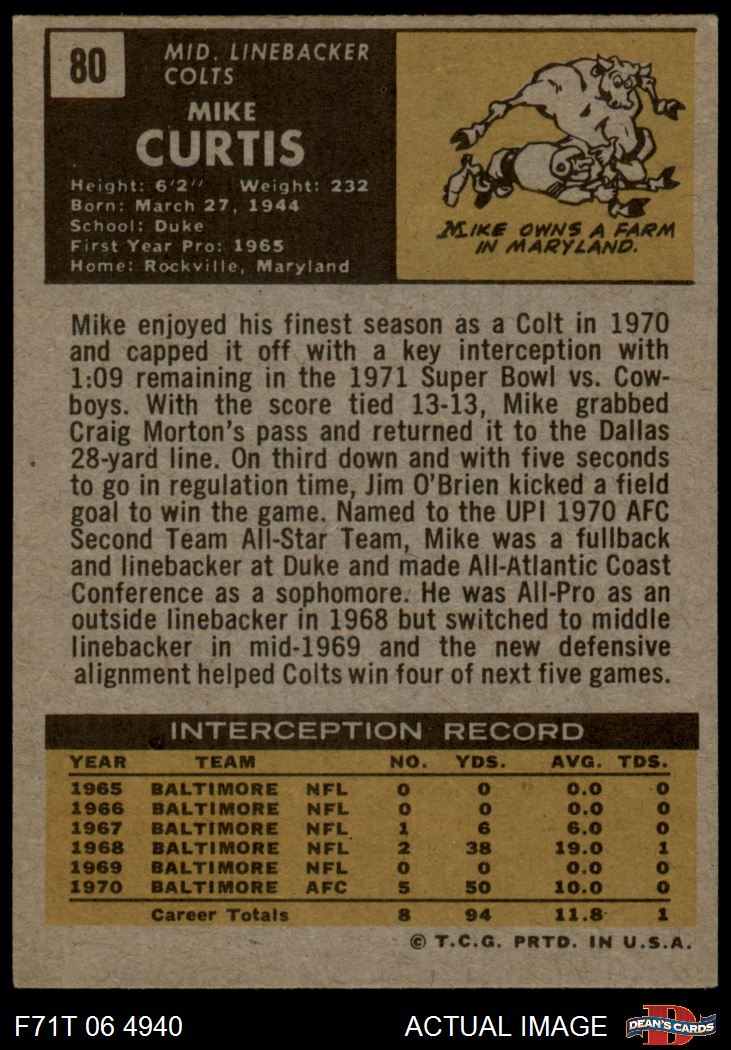 80
MID. LINEBACKER
COLTS
MIKE
CURTIS
Height: 6'2" Weight: 232
Born: March 27, 1944
School: Duke
First Year Pro: 1965
Home: Rockville, Maryland
MIKE OWNS A FARM
IN MARYLAND.
Mike enjoyed his finest season as a Colt in 1970
and capped it off with a key interception with
1:09 remaining in the 1971 Super Bowl vs. Cow-
boys. With the score tied 13-13, Mike grabbed
Craig Morton's pass and returned it to the Dallas
28-yard line. On third down and with five seconds
to go in regulation time, Jim O'Brien kicked a field
goal to win the game. Named to the UPI 1970 AFC
Second Team All-Star Team, Mike was a fullback
and linebacker at Duke and made All-Atlantic Coast
Conference as a sophomore. He was All-Pro as an
outside linebacker in 1968 but switched to middle
linebacker in mid-1969 and the new defensive
alignment helped Colts win four of next five games.
INTERCEPTION RECORD
YEAR TEAM NO. YDS. AVG. TDS.
1965 BALTIMORE NFL 0 0 0.0 0
1966 BALTIMORE NFL 0 0 0.0 0
1967 BALTIMORE NFL 1 6 6.0 0
1968 BALTIMORE NFL 2 38 19.0 1
1969 BALTIMORE NFL 0 0 0.0 0
1970 BALTIMORE AFC 5 50 10.0 0
Career Totals 8 94 11.8 1
© T.C.G. PRTD. IN U.S.A.
F71T 06 4940 ACTUAL IMAGE D DEAN'S CARDS